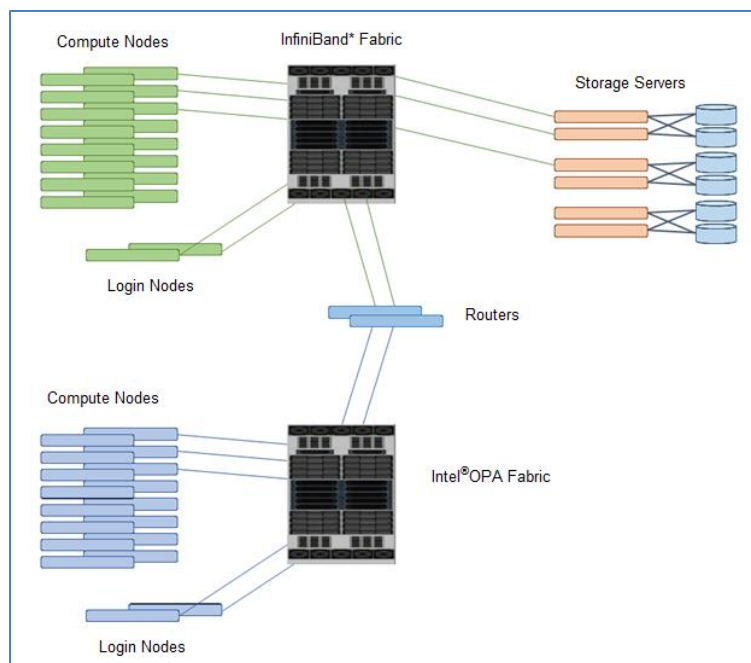 Compute Nodes
InfiniBand* Fabric
Storage Servers
Login Nodes
Routers
Compute Nodes
Intel®OPA Fabric
Login Nodes